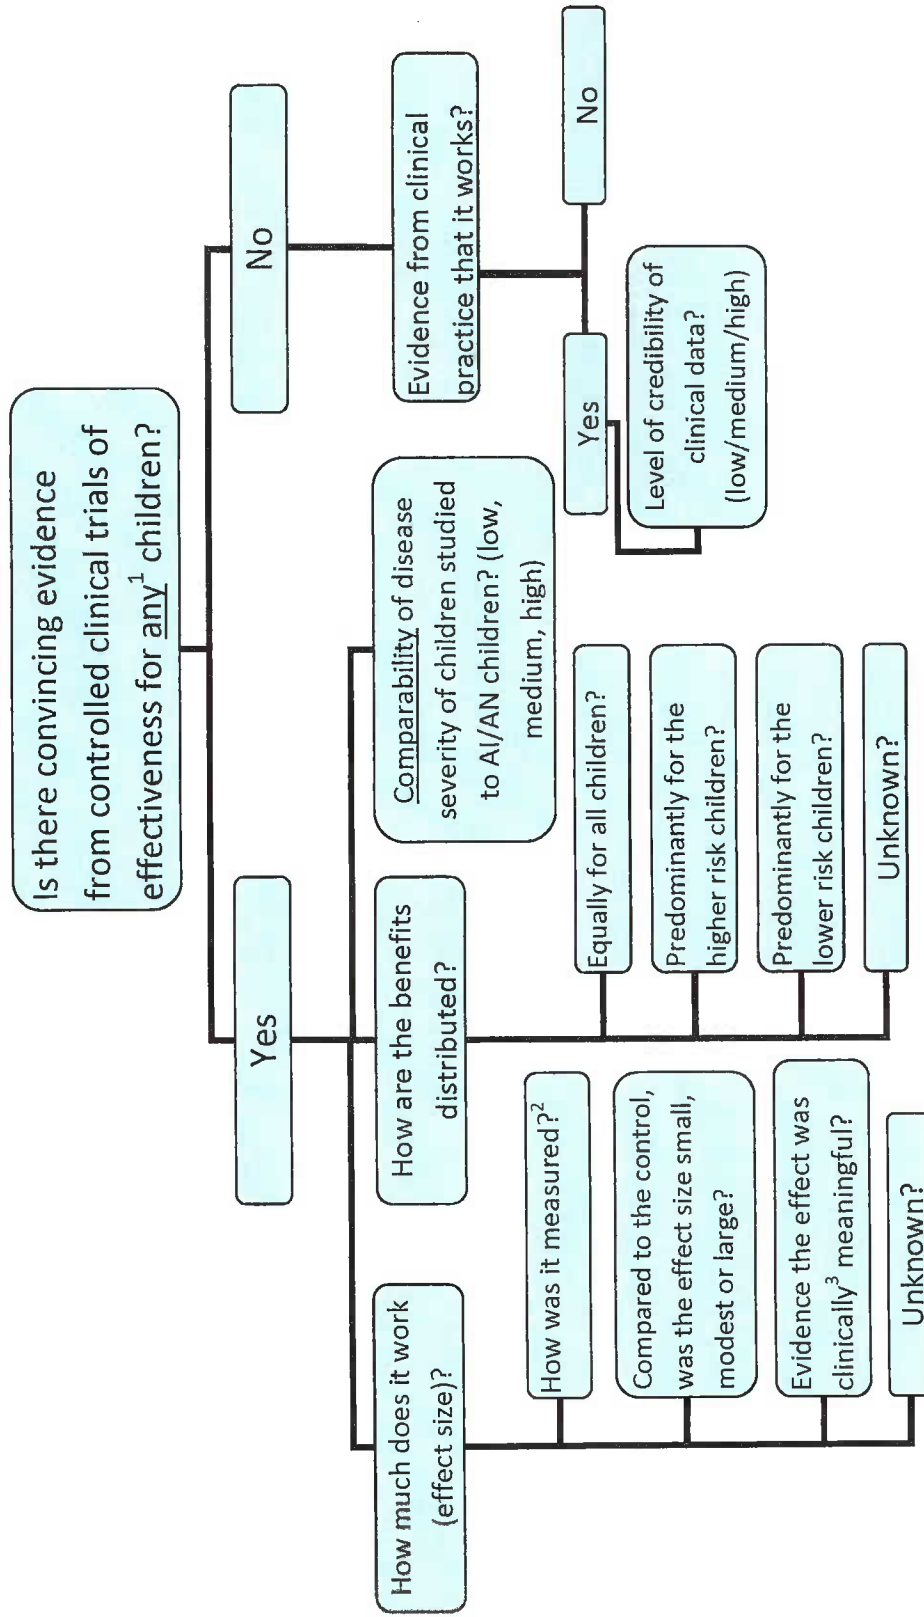 Is there convincing evidence
from controlled clinical trials of
effectiveness for any¹ children?
Yes
No
How much does it work
(effect size)?
How was it measured?²
Compared to the control,
was the effect size small,
modest or large?
Evidence the effect was
clinically³ meaningful?
Unknown?
How are the benefits
distributed?
Equally for all children?
Predominantly for the
higher risk children?
Predominantly for the
lower risk children?
Unknown?
Comparability of disease
severity of children studied
to AI/AN children? (low,
medium, high)
Evidence from clinical
practice that it works?
Yes
No
Level of credibility of
clinical data?
(low/medium/high)